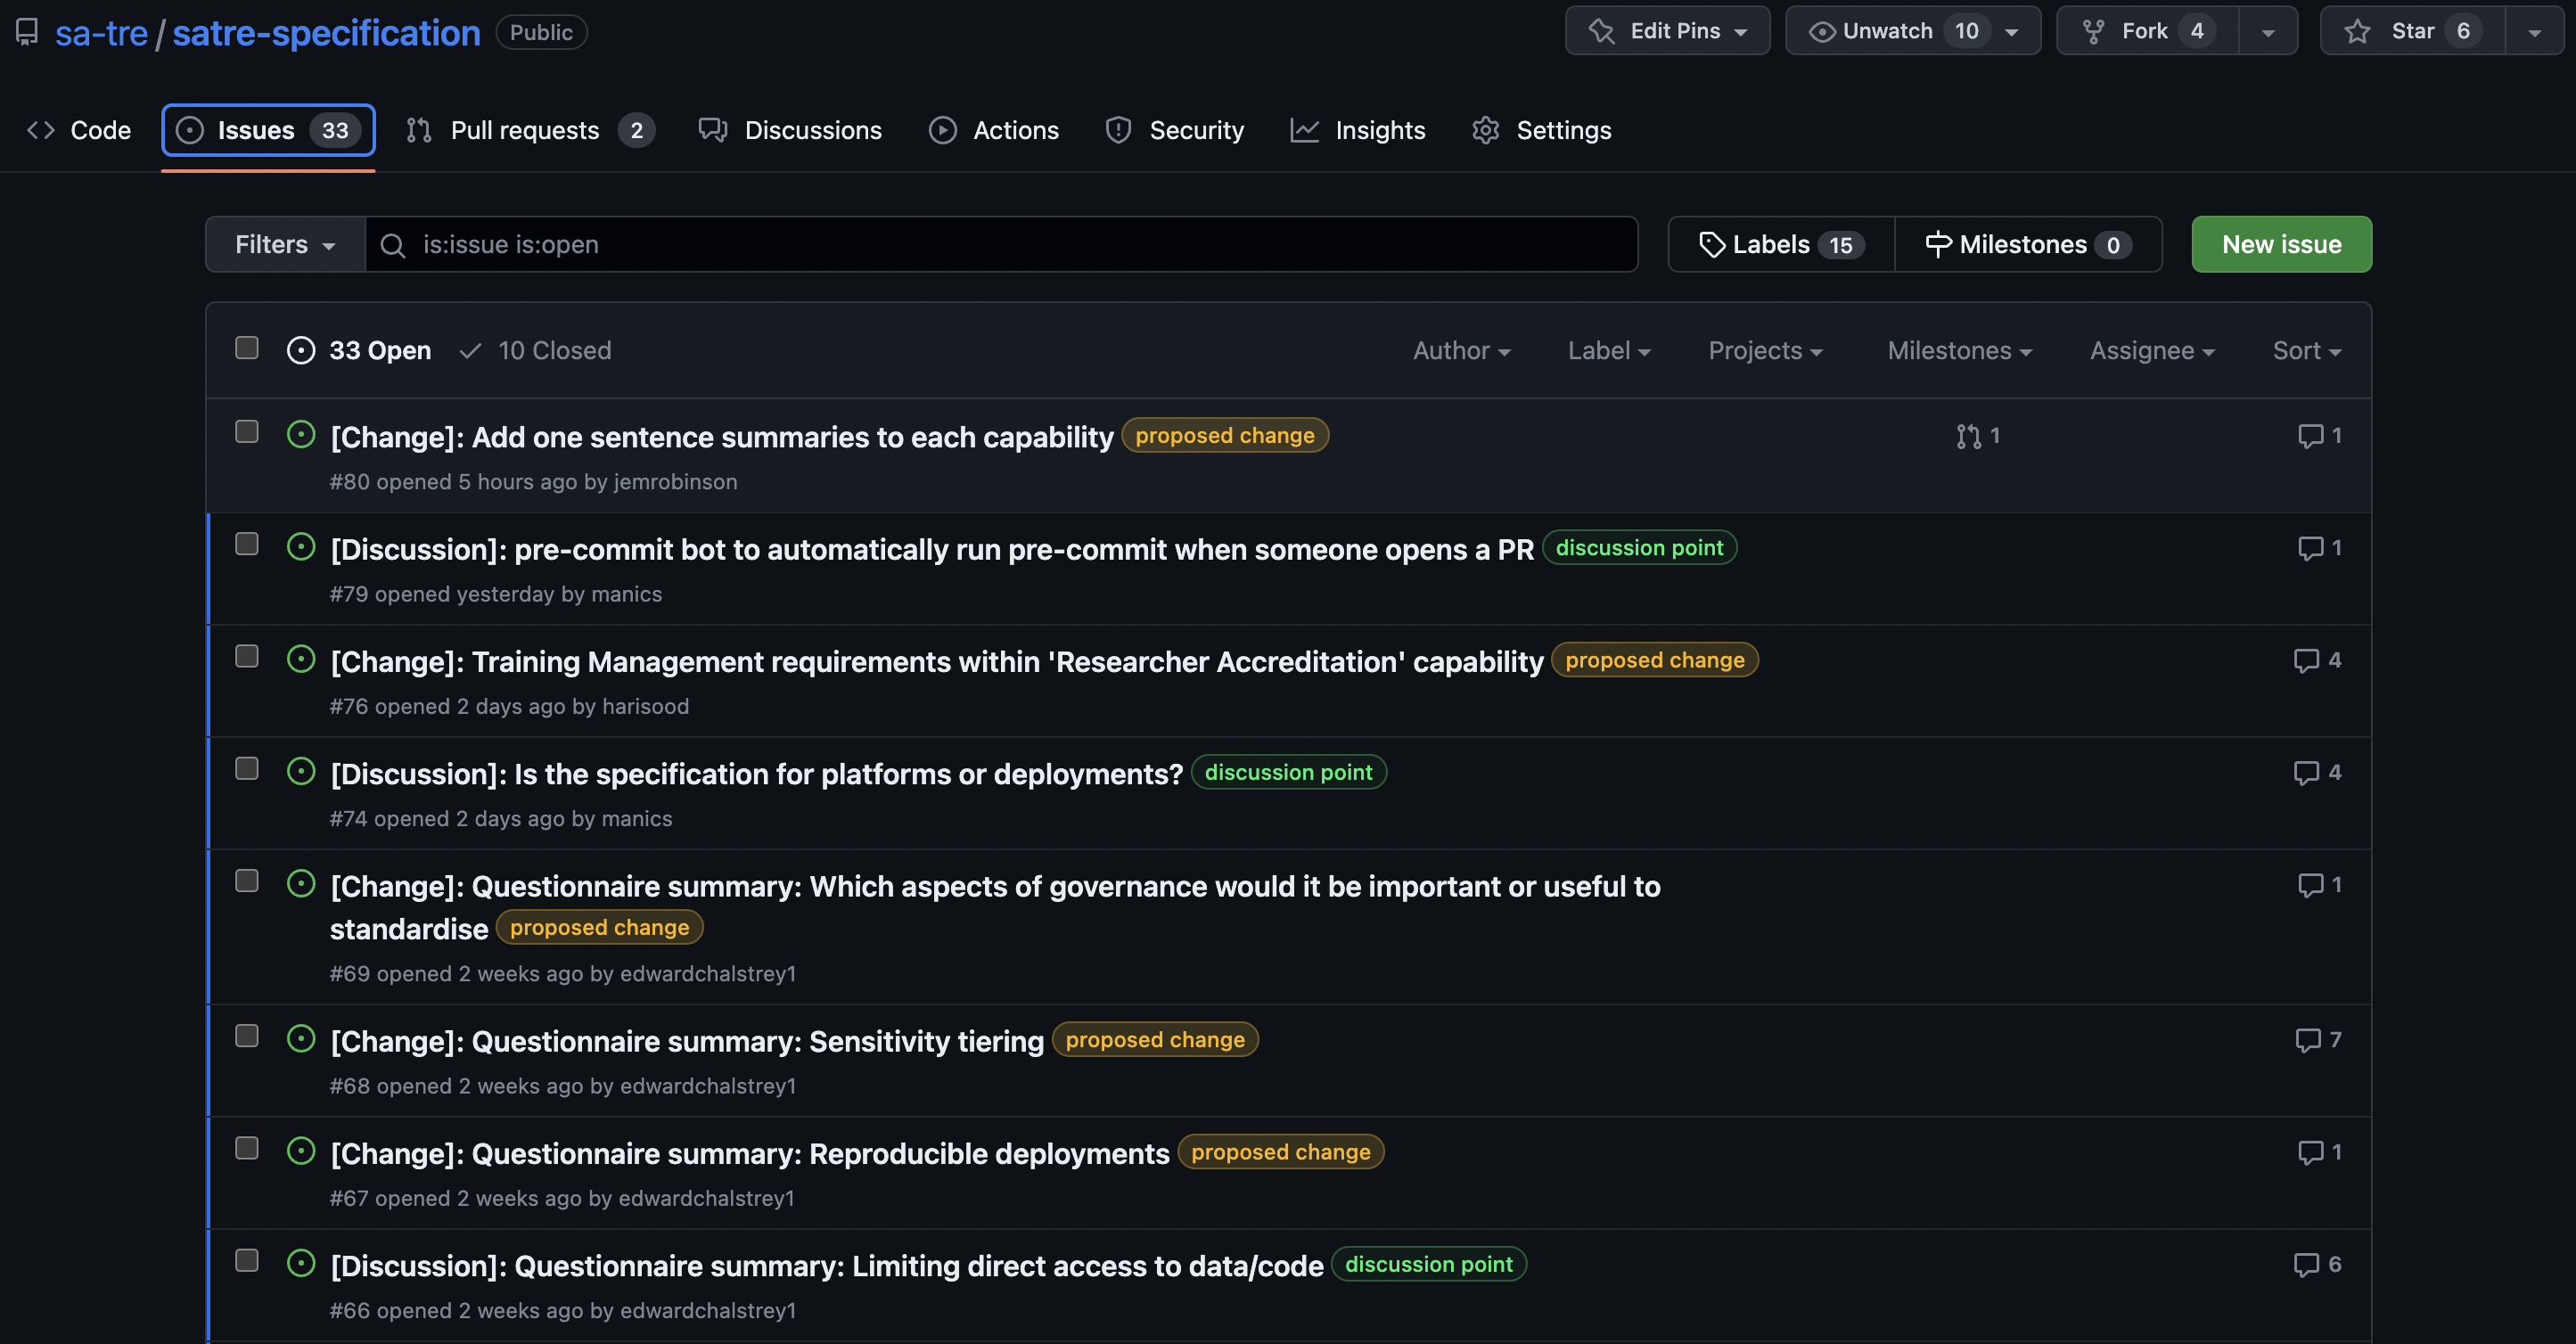 sa-tre / satre-specification Public Edit Pins Unwatch 10 Fork 4 Star 6
Code Issues 33 Pull requests 2 Discussions Actions Security Insights Settings
Filters is:issue is:open Labels 15 Milestones 0 New issue
33 Open 10 Closed Author Label Projects Milestones Assignee Sort
[Change]: Add one sentence summaries to each capability proposed change 1 1
#80 opened 5 hours ago by jemrobinson
[Discussion]: pre-commit bot to automatically run pre-commit when someone opens a PR discussion point 1
#79 opened yesterday by manics
[Change]: Training Management requirements within 'Researcher Accreditation' capability proposed change 4
#76 opened 2 days ago by harisood
[Discussion]: Is the specification for platforms or deployments? discussion point 4
#74 opened 2 days ago by manics
[Change]: Questionnaire summary: Which aspects of governance would it be important or useful to 1
standardise proposed change
#69 opened 2 weeks ago by edwardchalstrey1
[Change]: Questionnaire summary: Sensitivity tiering proposed change 7
#68 opened 2 weeks ago by edwardchalstrey1
[Change]: Questionnaire summary: Reproducible deployments proposed change 1
#67 opened 2 weeks ago by edwardchalstrey1
[Discussion]: Questionnaire summary: Limiting direct access to data/code discussion point 6
#66 opened 2 weeks ago by edwardchalstrey1